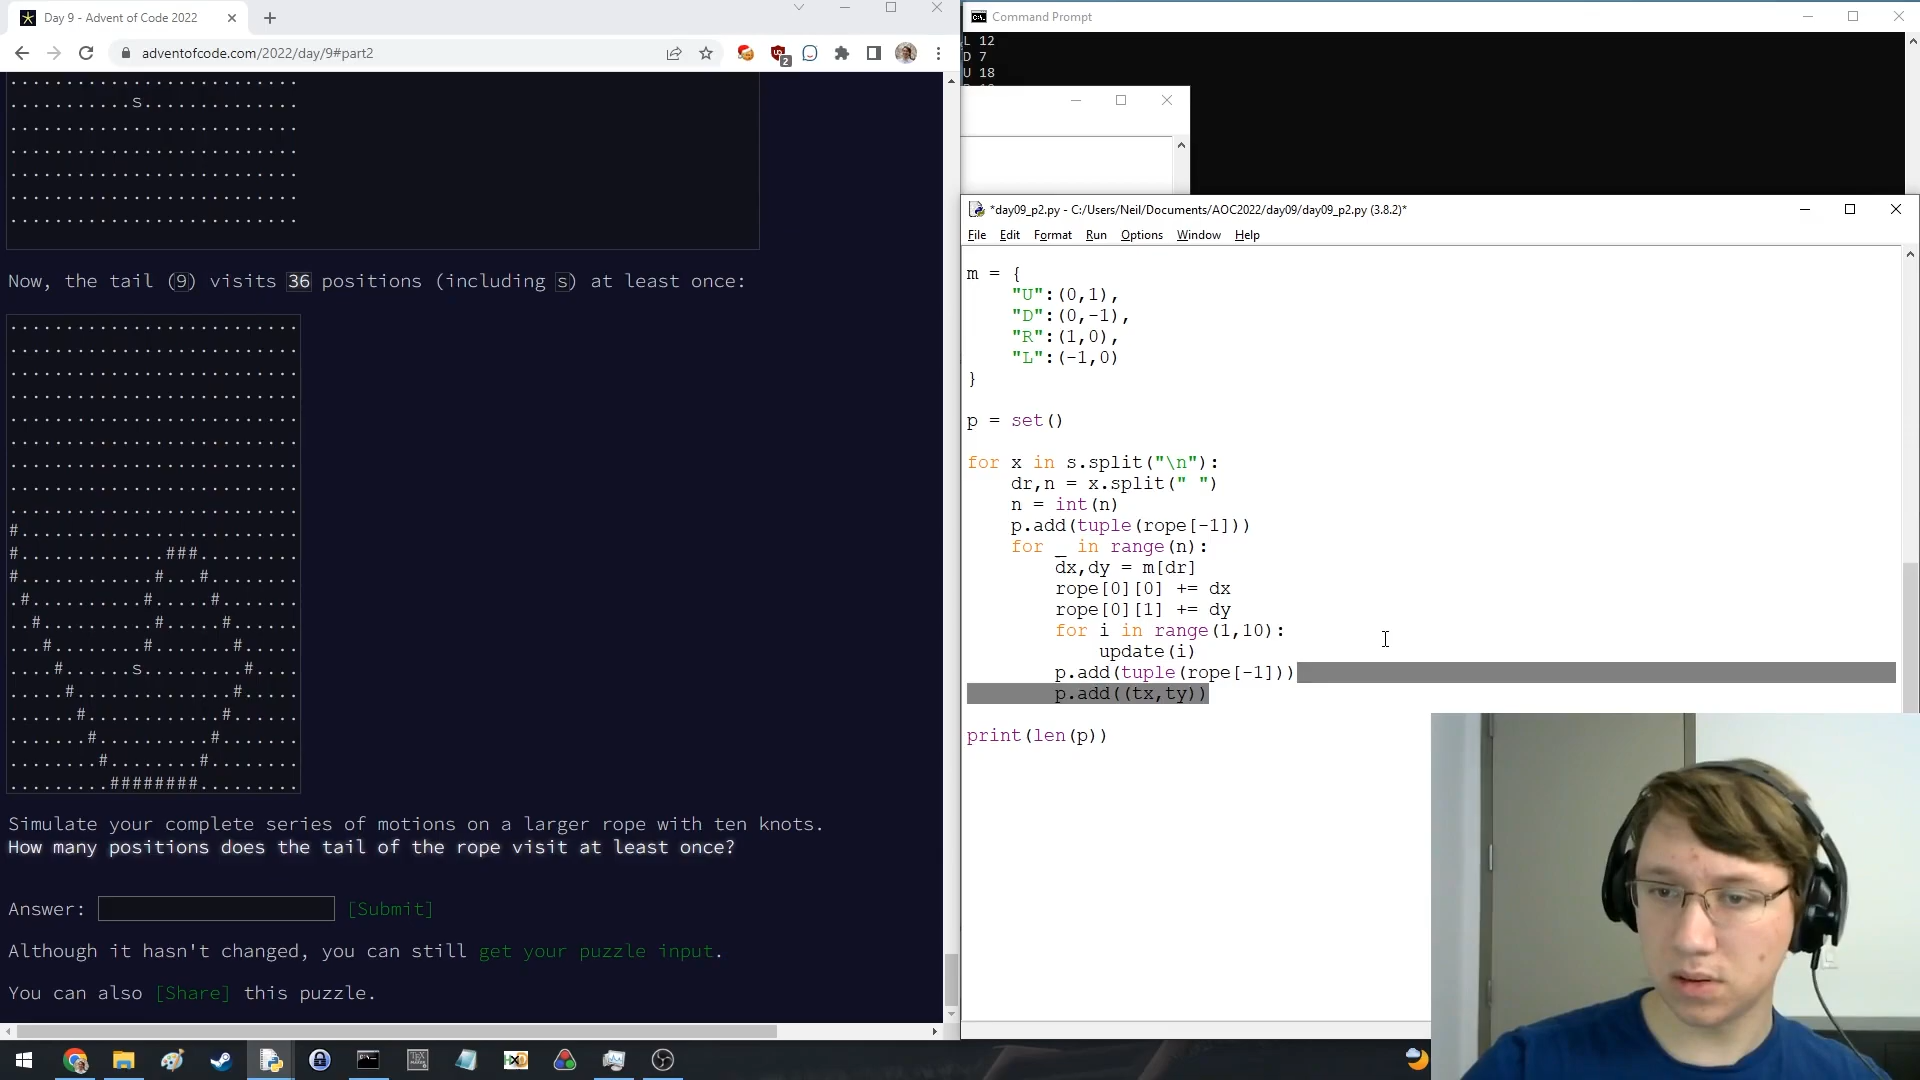 Day 9 - Advent of Code 2022
adventofcode.com/2022/day/9#part2
2
..........................
...........s..............
..........................
..........................
..........................
..........................
..........................
Now, the tail (9) visits 36 positions (including s) at least once:
..........................
..........................
..........................
..........................
..........................
..........................
..........................
..........................
..........................
#.........................
#.............###.........
#............#...#........
.#..........#.....#.......
..#..........#.....#......
...#........#.......#.....
....#......s.........#....
.....#..............#.....
......#............#......
.......#..........#.......
........#........#........
.........########.........
Simulate your complete series of motions on a larger rope with ten knots.
How many positions does the tail of the rope visit at least once?
Answer: [Submit]
Although it hasn't changed, you can still get your puzzle input.
You can also [Share] this puzzle.
Command Prompt
L 12
D 7
U 18
*day09_p2.py - C:/Users/Neil/Documents/AOC2022/day09/day09_p2.py (3.8.2)*
File Edit Format Run Options Window Help
m = {
    "U":(0,1),
    "D":(0,-1),
    "R":(1,0),
    "L":(-1,0)
}
p = set()
for x in s.split("\n"):
    dr,n = x.split(" ")
    n = int(n)
    p.add(tuple(rope[-1]))
    for _ in range(n):
        dx,dy = m[dr]
        rope[0][0] += dx
        rope[0][1] += dy
        for i in range(1,10):
            update(i)
        p.add(tuple(rope[-1]))
        p.add((tx,ty))
print(len(p))